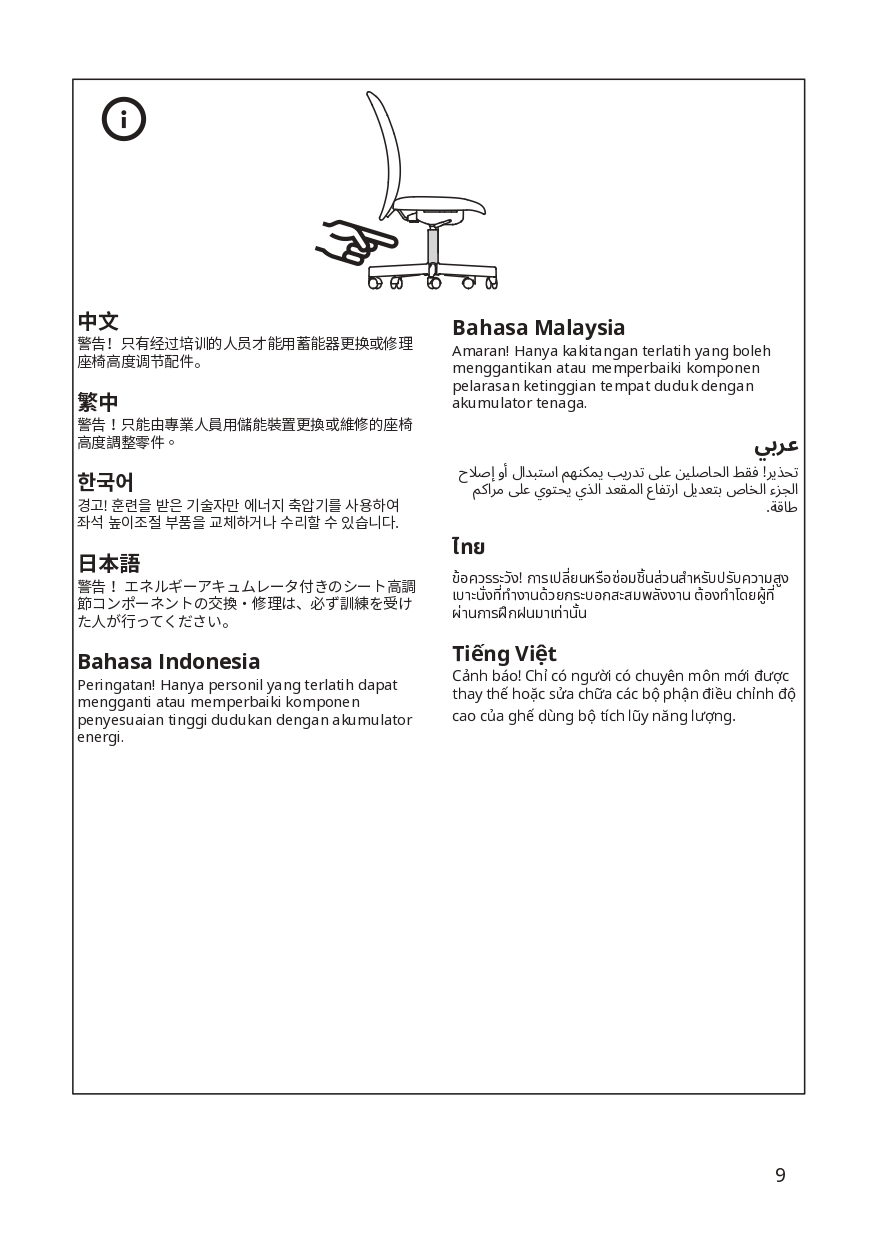 i
中文
警告！只有经过培训的人员才能用蓄能器更换或修理
座椅高度调节配件。
繁中
警告！只能由專業人員用儲能裝置更換或維修的座椅
高度調整零件。
한국어
경고! 훈련을 받은 기술자만 에너지 축압기를 사용하여
좌석 높이조절 부품을 교체하거나 수리할 수 있습니다.
日本語
警告！ エネルギーアキュムレータ付きのシート高調
節コンポーネントの交換・修理は、必ず訓練を受け
た人が行ってください。
Bahasa Indonesia
Peringatan! Hanya personil yang terlatih dapat
mengganti atau memperbaiki komponen
penyesuaian tinggi dudukan dengan akumulator
energi.
Bahasa Malaysia
Amaran! Hanya kakitangan terlatih yang boleh
menggantikan atau memperbaiki komponen
pelarasan ketinggian tempat duduk dengan
akumulator tenaga.
عربي
تحذير! فقط الحاصلين على تدريب يمكنهم استبدال أو إصلاح
الجزء الخاص بتعديل ارتفاع المقعد الذي يحتوي على مراكم
طاقة.
ไทย
ข้อควรระวัง! การเปลี่ยนหรือซ่อมชิ้นส่วนสำหรับปรับความสูง
เบาะนั่งที่ทำงานด้วยกระบอกสะสมพลังงาน ต้องทำโดยผู้ที่
ผ่านการฝึกฝนมาเท่านั้น
Tiếng Việt
Cảnh báo! Chỉ có người có chuyên môn mới được
thay thế hoặc sửa chữa các bộ phận điều chỉnh độ
cao của ghế dùng bộ tích lũy năng lượng.
9